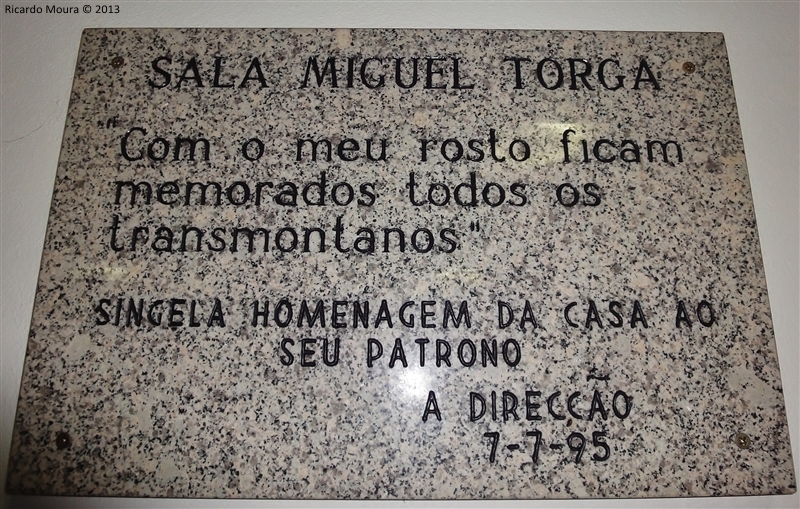 Ricardo Moura © 2013
SALA MIGUEL TORGA
"Com o meu rosto ficam
memorados todos os
transmontanos"
SINGELA HOMENAGEM DA CASA AO
SEU PATRONO
A DIRECÇÃO
7-7-95